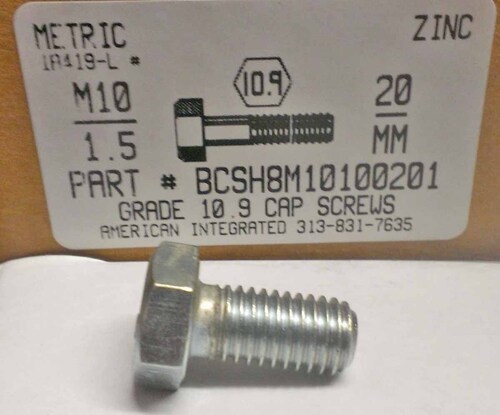 METRIC
ZINC
IA419-L #
10.9
M10
1.5
20
MM
PART # BCSH8M10100201
GRADE 10.9 CAP SCREWS
AMERICAN INTEGRATED 313-831-7635